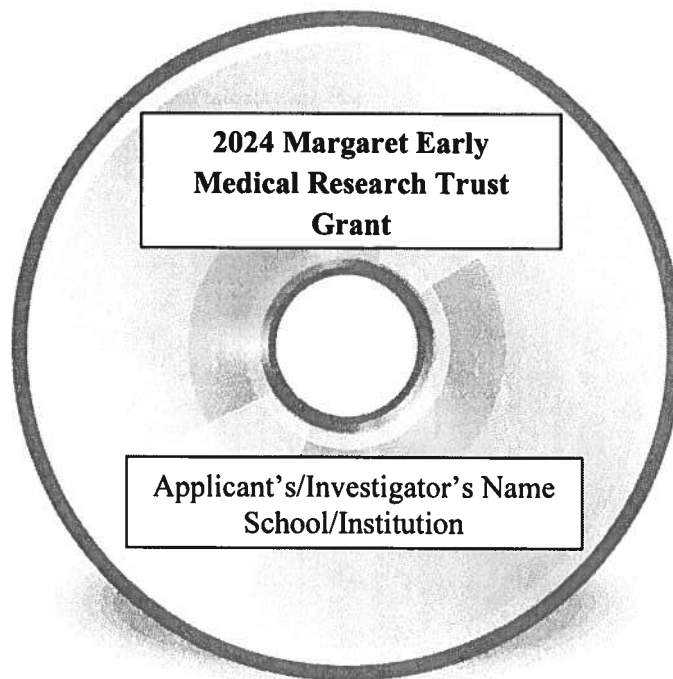 2024 Margaret Early
Medical Research Trust
Grant
Applicant's/Investigator's Name
School/Institution